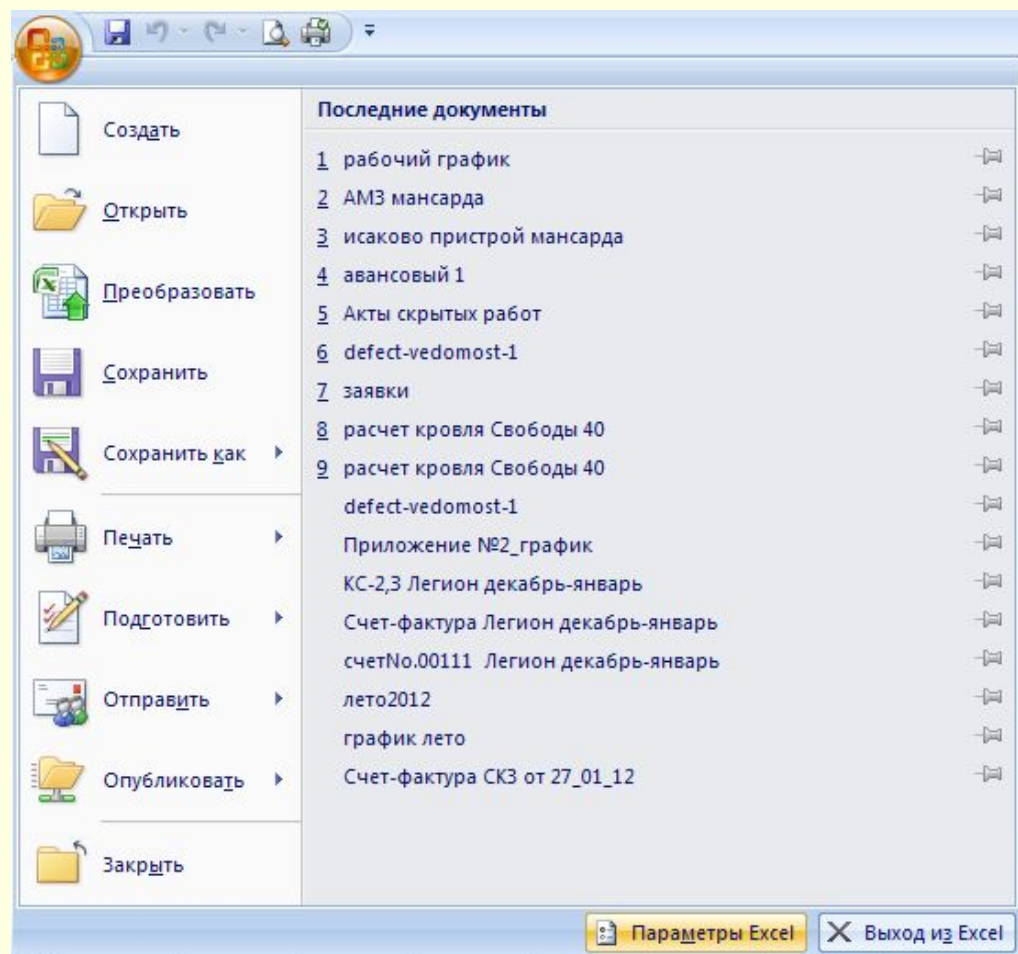 Создать
Открыть
Преобразовать
Сохранить
Сохранить как
Печать
Подготовить
Отправить
Опубликовать
Закрыть
Последние документы
1 рабочий график
2 АМЗ мансарда
3 исаково пристрой мансарда
4 авансовый 1
5 Акты скрытых работ
6 defect-vedomost-1
7 заявки
8 расчет кровля Свободы 40
9 расчет кровля Свободы 40
defect-vedomost-1
Приложение №2_график
КС-2,3 Легион декабрь-январь
Счет-фактура Легион декабрь-январь
счетNo.00111 Легион декабрь-январь
лето2012
график лето
Счет-фактура СКЗ от 27_01_12
Параметры Excel
Выход из Excel